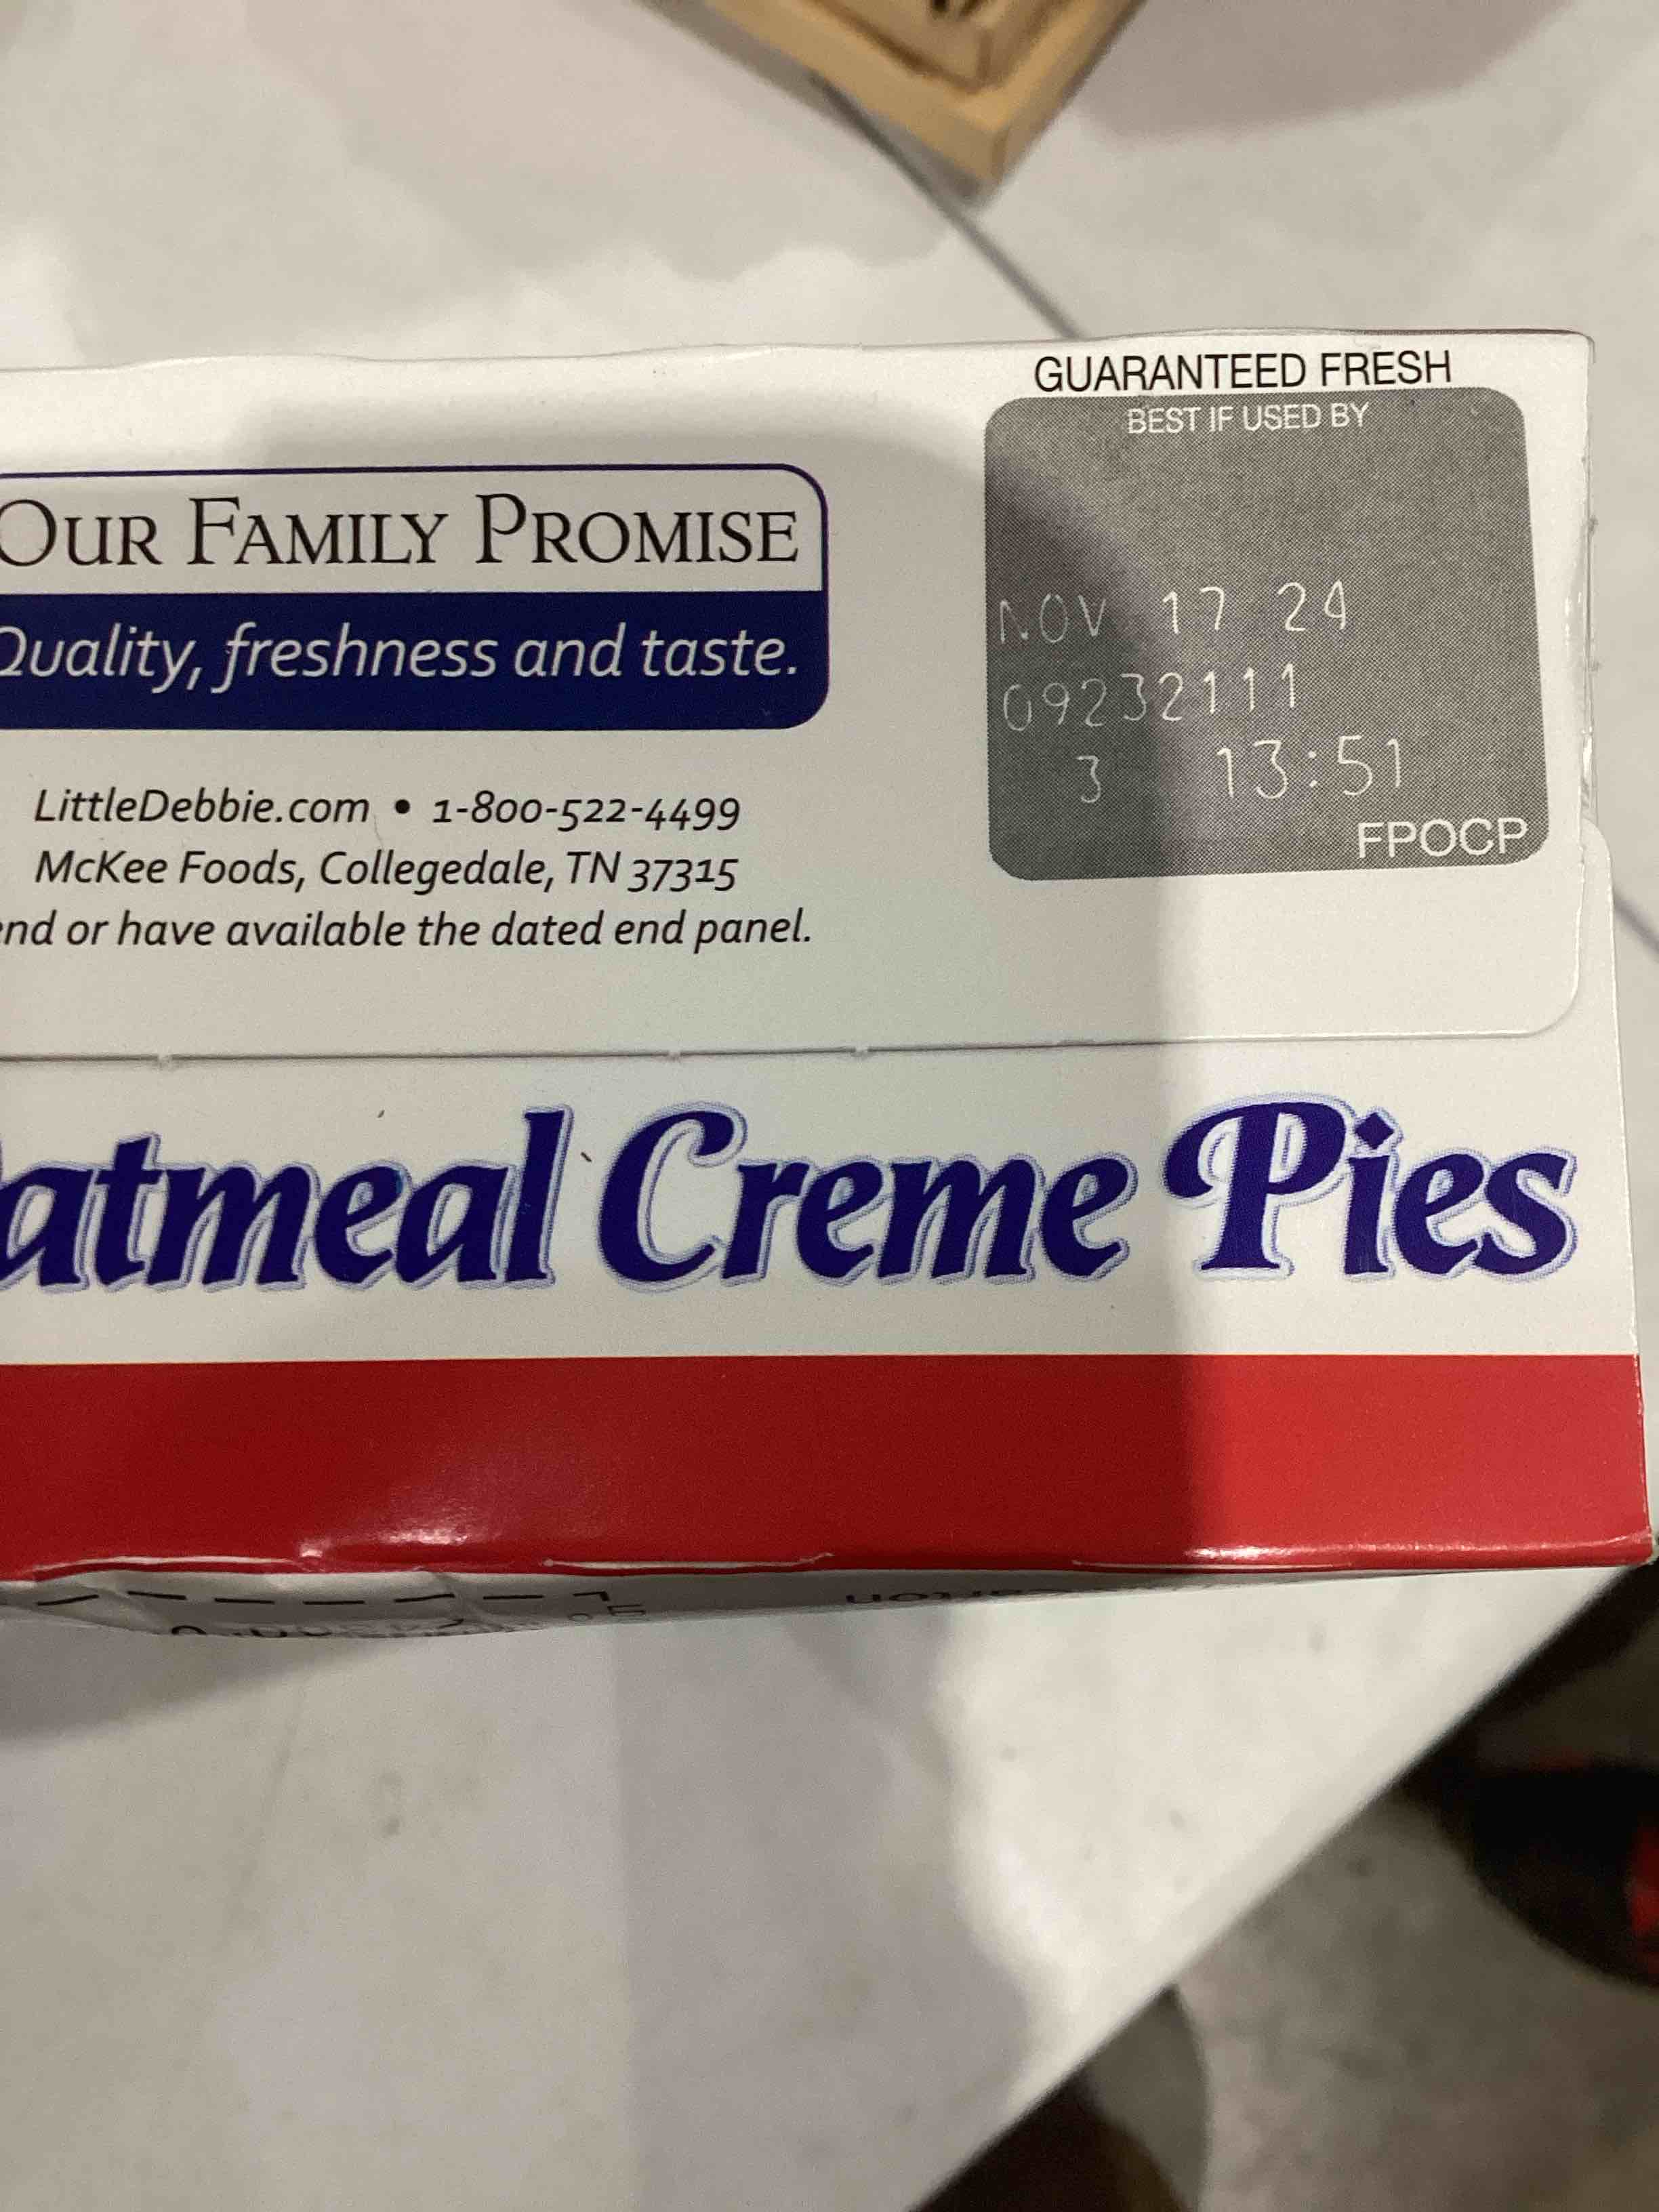 GUARANTEED FRESH
BEST IF USED BY
NOV 17 24
09232111
3 13:51
FPOCP
OUR FAMILY PROMISE
Quality, freshness and taste.
LittleDebbie.com • 1-800-522-4499
McKee Foods, Collegedale, TN 37315
end or have available the dated end panel.
atmeal Creme Pies